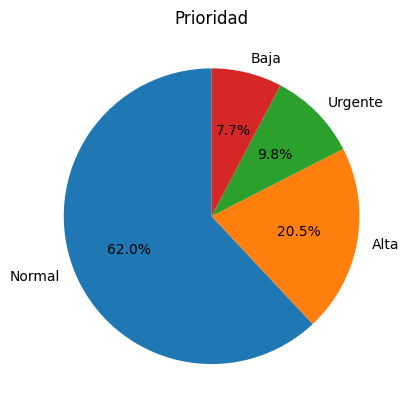 Prioridad
Baja
7.7%
Urgente
9.8%
Alta
20.5%
Normal
62.0%